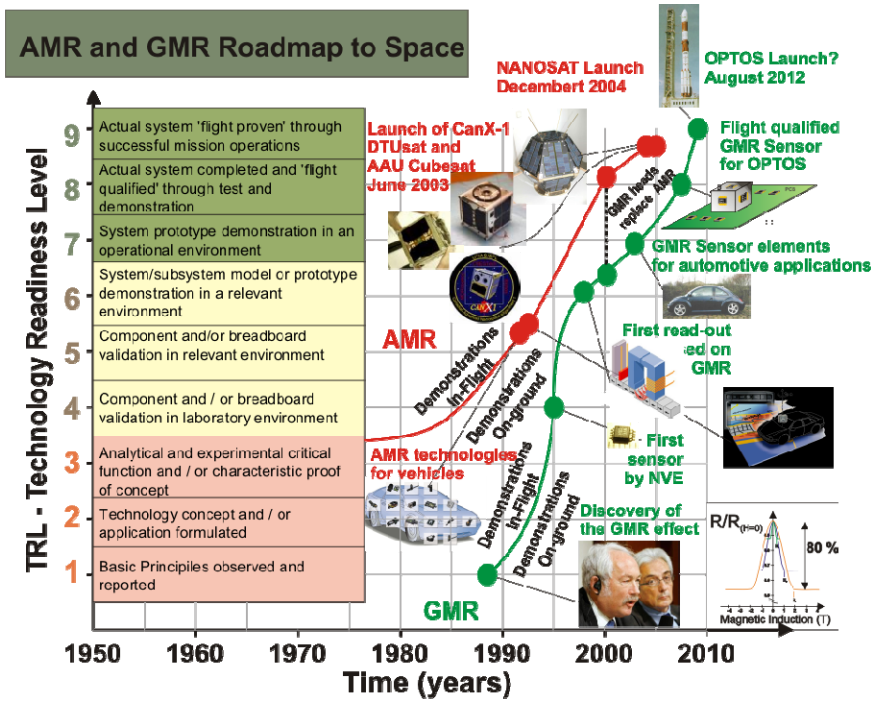 AMR and GMR Roadmap to Space
NANOSAT Launch
Decembert 2004
OPTOS Launch?
August 2012
TRL - Technology Readiness Level
9
8
7
6
5
4
3
2
1
Actual system 'flight proven' through
successful mission operations
Actual system completed and 'flight
qualified' through test and
demonstration
System prototype demonstration in an
operational environment
System/subsystem model or prototype
demonstration in a relevant
environment
Component and/or breadboard
validation in relevant environment
Component and / or breadboard
validation in laboratory environment
Analytical and experimental critical
function and / or characteristic proof
of concept
Technology concept and / or
application formulated
Basic Principiles observed and
reported
Launch of CanX-1
DTUsat and
AAU Cubesat
June 2003
CANX1
Flight qualified
GMR Sensor
for OPTOS
GMR heads
replace AMR
GMR Sensor elements
for automotive applications
AMR
Demonstrations
In-Flight
Demonstrations
On-ground
First read-out
ed on
GMR
First
sensor
by NVE
AMR technologies
for vehicles
Demonstrations
In-Flight
Demonstrations
On-ground
Discovery of
the GMR effect
GMR
R/R(H=0)
80 %
Magnetic Induction (T)
1950
1960
1970
1980
1990
2000
2010
Time (years)